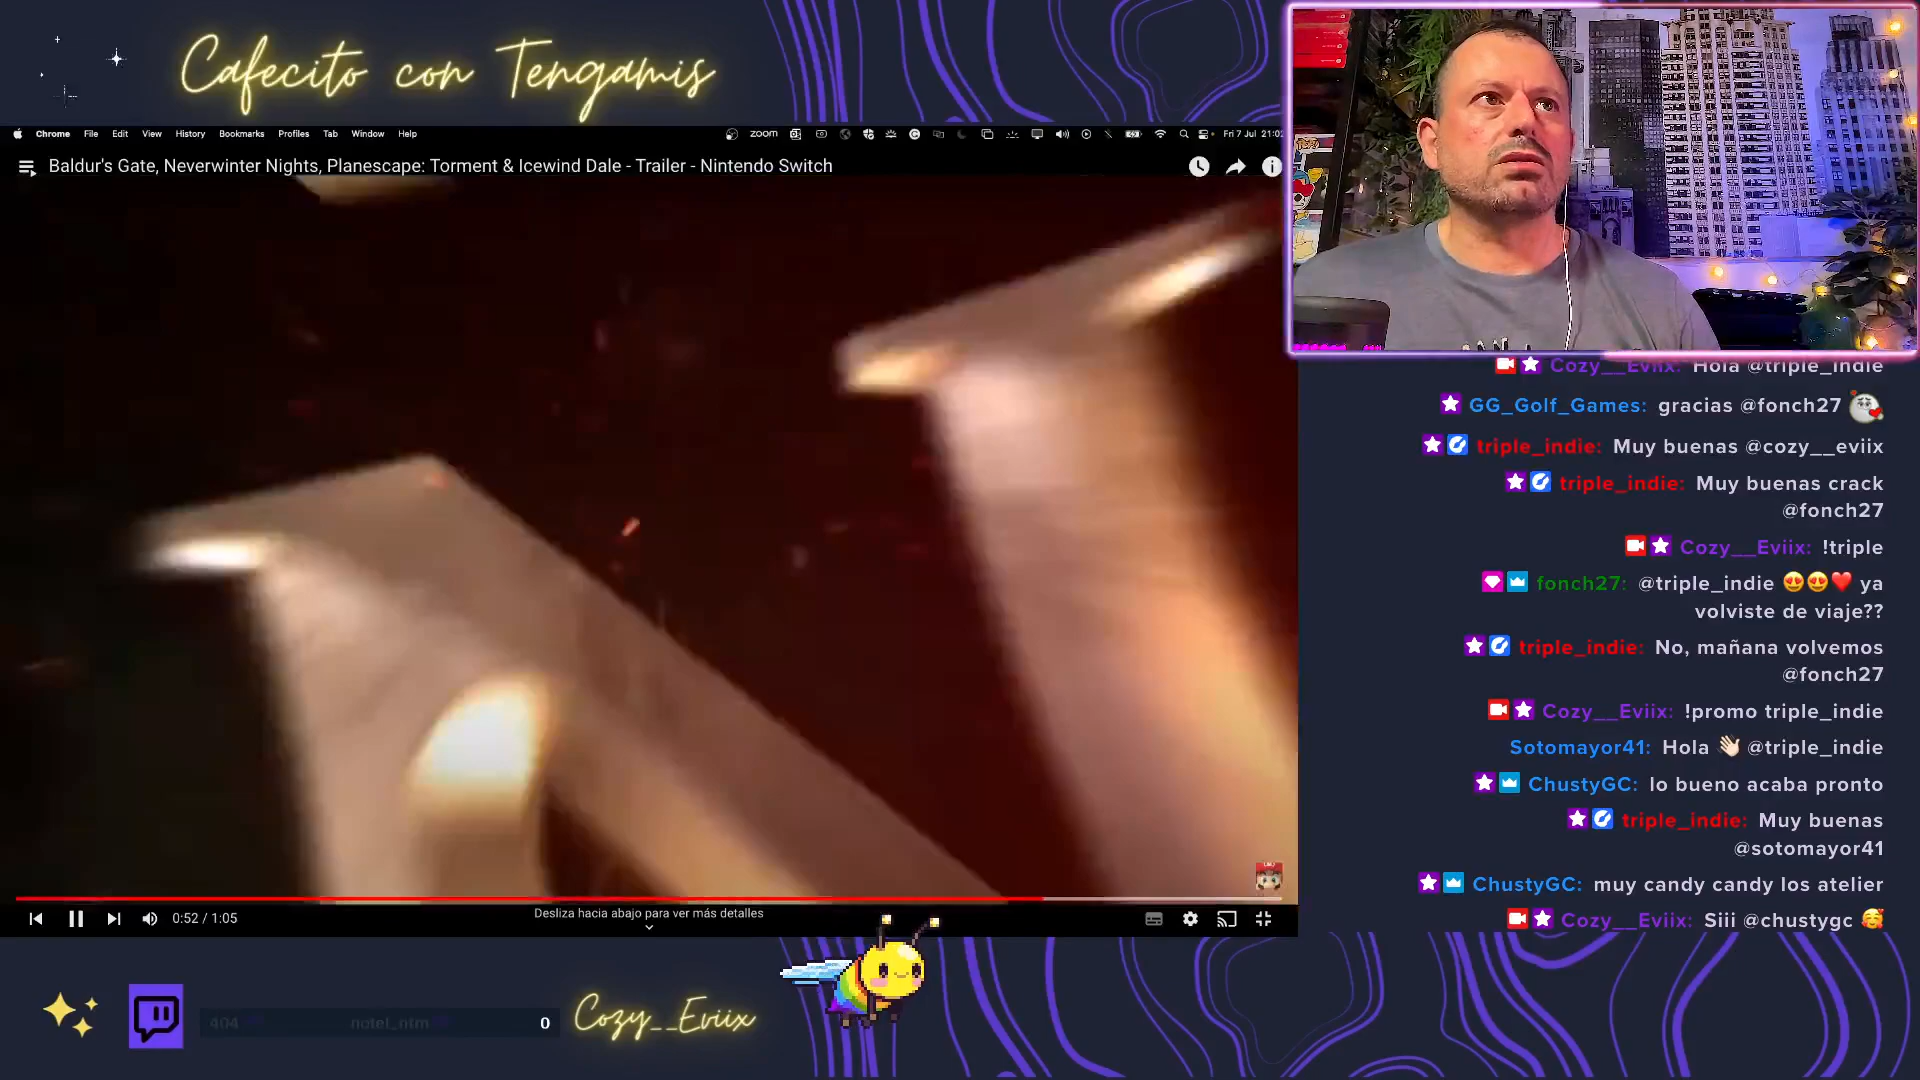 Cafecito con Tengamis
Chrome File Edit View History Bookmarks Profiles Tab Window Help
zoom Fri 7 Jul 21:02
Baldur's Gate, Neverwinter Nights, Planescape: Torment & Icewind Dale - Trailer - Nintendo Switch
Cozy__Eviix: Hola @triple_indie
GG_Golf_Games: gracias @fonch27
triple_indie: Muy buenas @cozy__eviix
triple_indie: Muy buenas crack
@fonch27
Cozy__Eviix: !triple
fonch27: @triple_indie 😍😍❤️ ya
volviste de viaje??
triple_indie: No, mañana volvemos
@fonch27
Cozy__Eviix: !promo triple_indie
Sotomayor41: Hola 👋🏻 @triple_indie
ChustyGC: lo bueno acaba pronto
triple_indie: Muy buenas
@sotomayor41
ChustyGC: muy candy candy los atelier
Cozy__Eviix: Siii @chustygc 🥰
0:52 / 1:05
Desliza hacia abajo para ver más detalles
404 notel_ntm 0
Cozy__Eviix